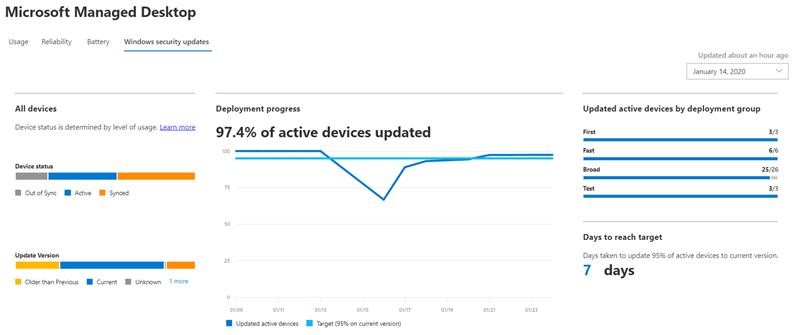 Microsoft Managed Desktop
Usage Reliability Battery Windows security updates
Updated about an hour ago
January 14, 2020
All devices
Device status is determined by level of usage. Learn more
Device status
Out of Sync Active Synced
Update Version
Older than Previous Current Unknown 1 more
Deployment progress
97.4% of active devices updated
100
75
50
25
0
01/09 01/11 01/13 01/15 01/17 01/19 01/21 01/23
Updated active devices Target (95% on current version)
Updated active devices by deployment group
First 3/3
Fast 6/6
Broad 25/26
Test 3/3
Days to reach target
Days taken to update 95% of active devices to current version.
7 days